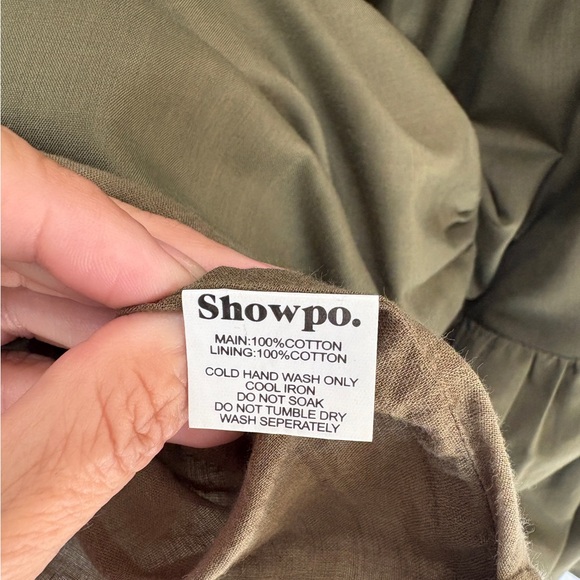 Showpo.
MAIN:100%COTTON
LINING:100%COTTON
COLD HAND WASH ONLY
COOL IRON
DO NOT SOAK
DO NOT TUMBLE DRY
WASH SEPERATELY